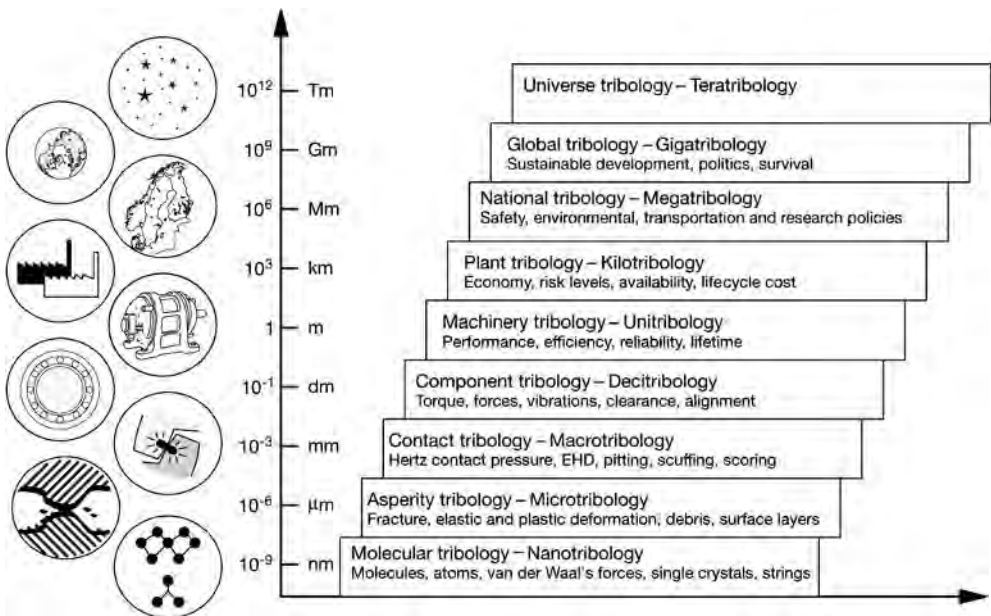 10¹² Tm Universe tribology – Teratribology
10⁹ Gm Global tribology – Gigatribology
Sustainable development, politics, survival
10⁶ Mm National tribology – Megatribology
Safety, environmental, transportation and research policies
10³ km Plant tribology – Kilotribology
Economy, risk levels, availability, lifecycle cost
1 m Machinery tribology – Unitribology
Performance, efficiency, reliability, lifetime
10⁻¹ dm Component tribology – Decitribology
Torque, forces, vibrations, clearance, alignment
10⁻³ mm Contact tribology – Macrotribology
Hertz contact pressure, EHD, pitting, scuffing, scoring
10⁻⁶ μm Asperity tribology – Microtribology
Fracture, elastic and plastic deformation, debris, surface layers
10⁻⁹ nm Molecular tribology – Nanotribology
Molecules, atoms, van der Waal's forces, single crystals, strings